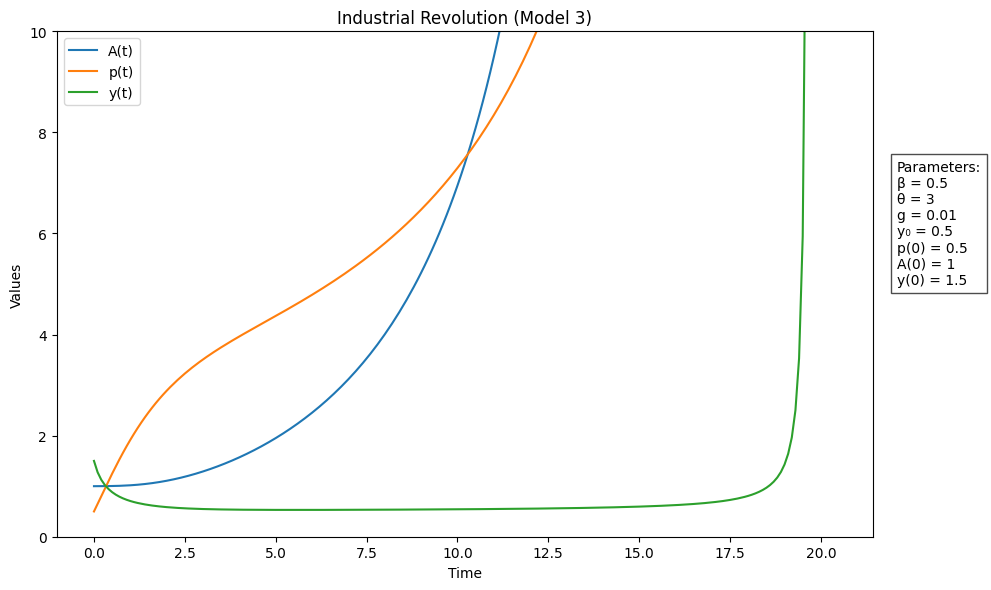 Industrial Revolution (Model 3)
A(t)
p(t)
y(t)
10
8
6
4
2
0
Values
0.0 2.5 5.0 7.5 10.0 12.5 15.0 17.5 20.0
Time
Parameters:
β = 0.5
θ = 3
g = 0.01
y₀ = 0.5
p(0) = 0.5
A(0) = 1
y(0) = 1.5